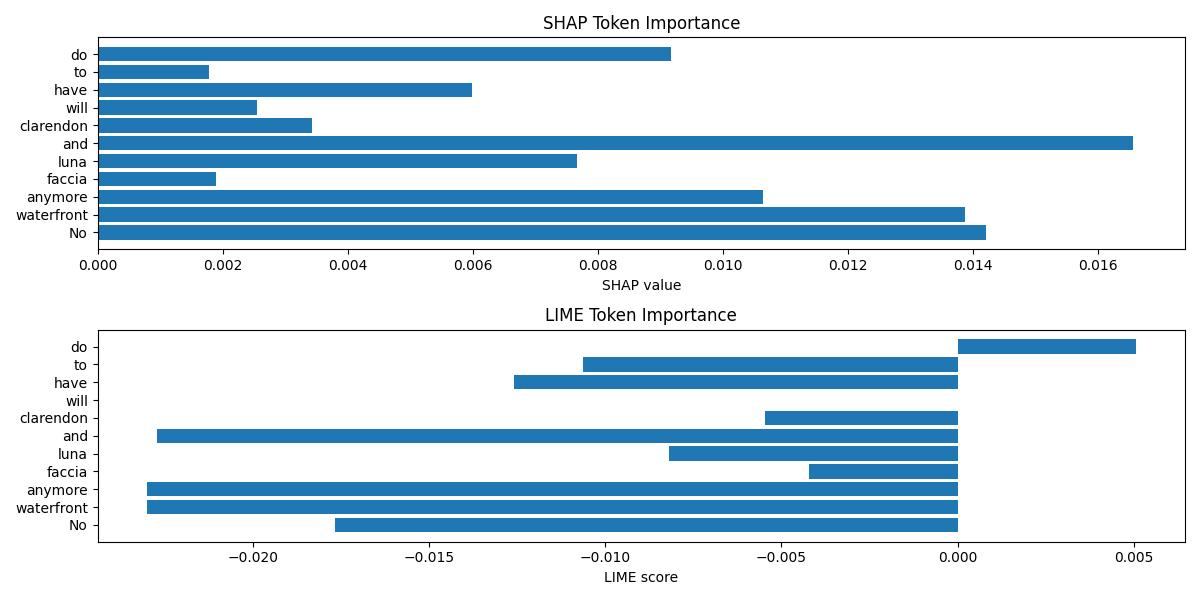 SHAP Token Importance
do
to
have
will
clarendon
and
luna
faccia
anymore
waterfront
No
0.000 0.002 0.004 0.006 0.008 0.010 0.012 0.014 0.016
SHAP value
LIME Token Importance
do
to
have
will
clarendon
and
luna
faccia
anymore
waterfront
No
−0.020 −0.015 −0.010 −0.005 0.000 0.005
LIME score